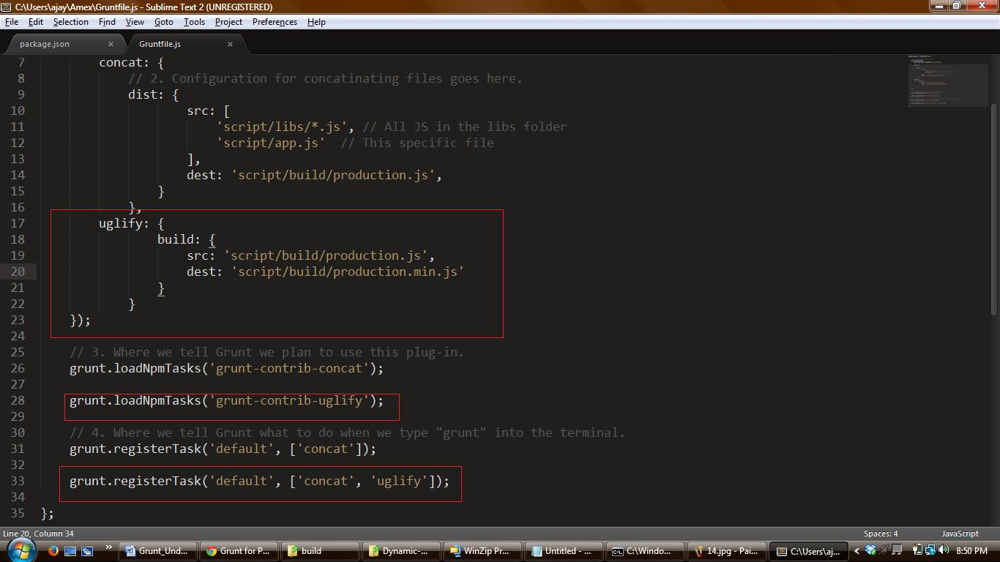 C:\Users\ajay\Amex\Gruntfile.js - Sublime Text 2 (UNREGISTERED)
File Edit Selection Find View Goto Tools Project Preferences Help
package.json × Gruntfile.js ×
7 concat: {
8 // 2. Configuration for concatinating files goes here.
9 dist: {
10 src: [
11 'script/libs/*.js', // All JS in the libs folder
12 'script/app.js' // This specific file
13 ],
14 dest: 'script/build/production.js',
15 }
16 },
17 uglify: {
18 build: {
19 src: 'script/build/production.js',
20 dest: 'script/build/production.min.js'
21 }
22 }
23 });
24
25 // 3. Where we tell Grunt we plan to use this plug-in.
26 grunt.loadNpmTasks('grunt-contrib-concat');
27
28 grunt.loadNpmTasks('grunt-contrib-uglify');
29
30 // 4. Where we tell Grunt what to do when we type "grunt" into the terminal.
31 grunt.registerTask('default', ['concat']);
32
33 grunt.registerTask('default', ['concat', 'uglify']);
34
35 };
Line 20, Column 34 Spaces: 4 JavaScript
» Grunt_Und... Grunt for P... build Dynamic-... WinZip Pr... Untitled - ... C:\Windo... 14.jpg - Pai... C:\Users\aj... 8:50 PM